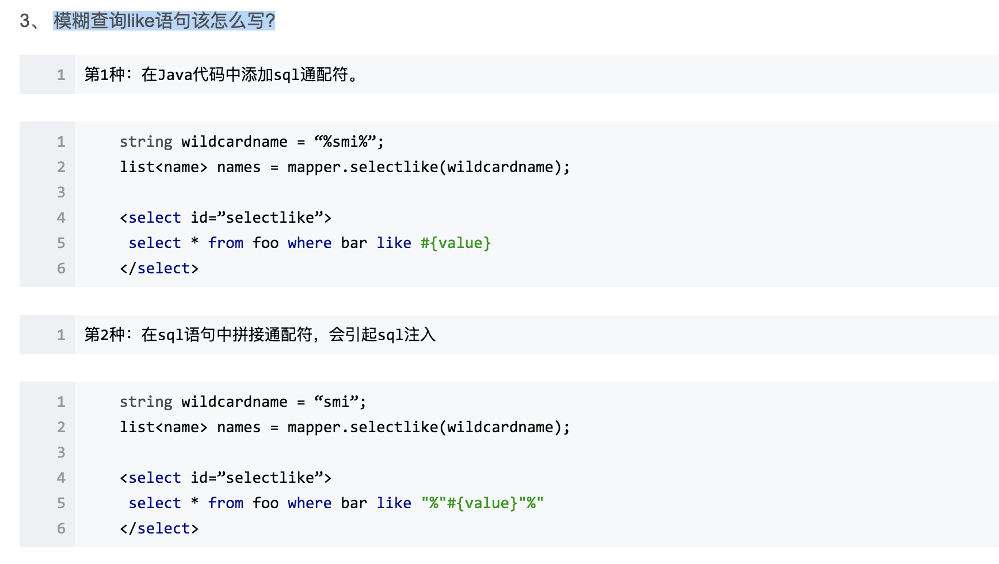 3、 模糊查询like语句该怎么写?
1 第1种：在Java代码中添加sql通配符。
1 string wildcardname = “%smi%”;
2 list<name> names = mapper.selectlike(wildcardname);
3
4 <select id=”selectlike”>
5 select * from foo where bar like #{value}
6 </select>
1 第2种：在sql语句中拼接通配符，会引起sql注入
1 string wildcardname = “smi”;
2 list<name> names = mapper.selectlike(wildcardname);
3
4 <select id=”selectlike”>
5 select * from foo where bar like "%"#{value}"%"
6 </select>